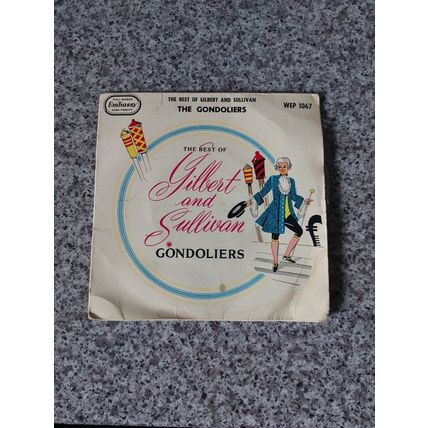 Embassy
THE BEST OF GILBERT AND SULLIVAN
THE GONDOLIERS
WEP 1067
THE BEST OF
Gilbert
and
Sullivan
* GONDOLIERS